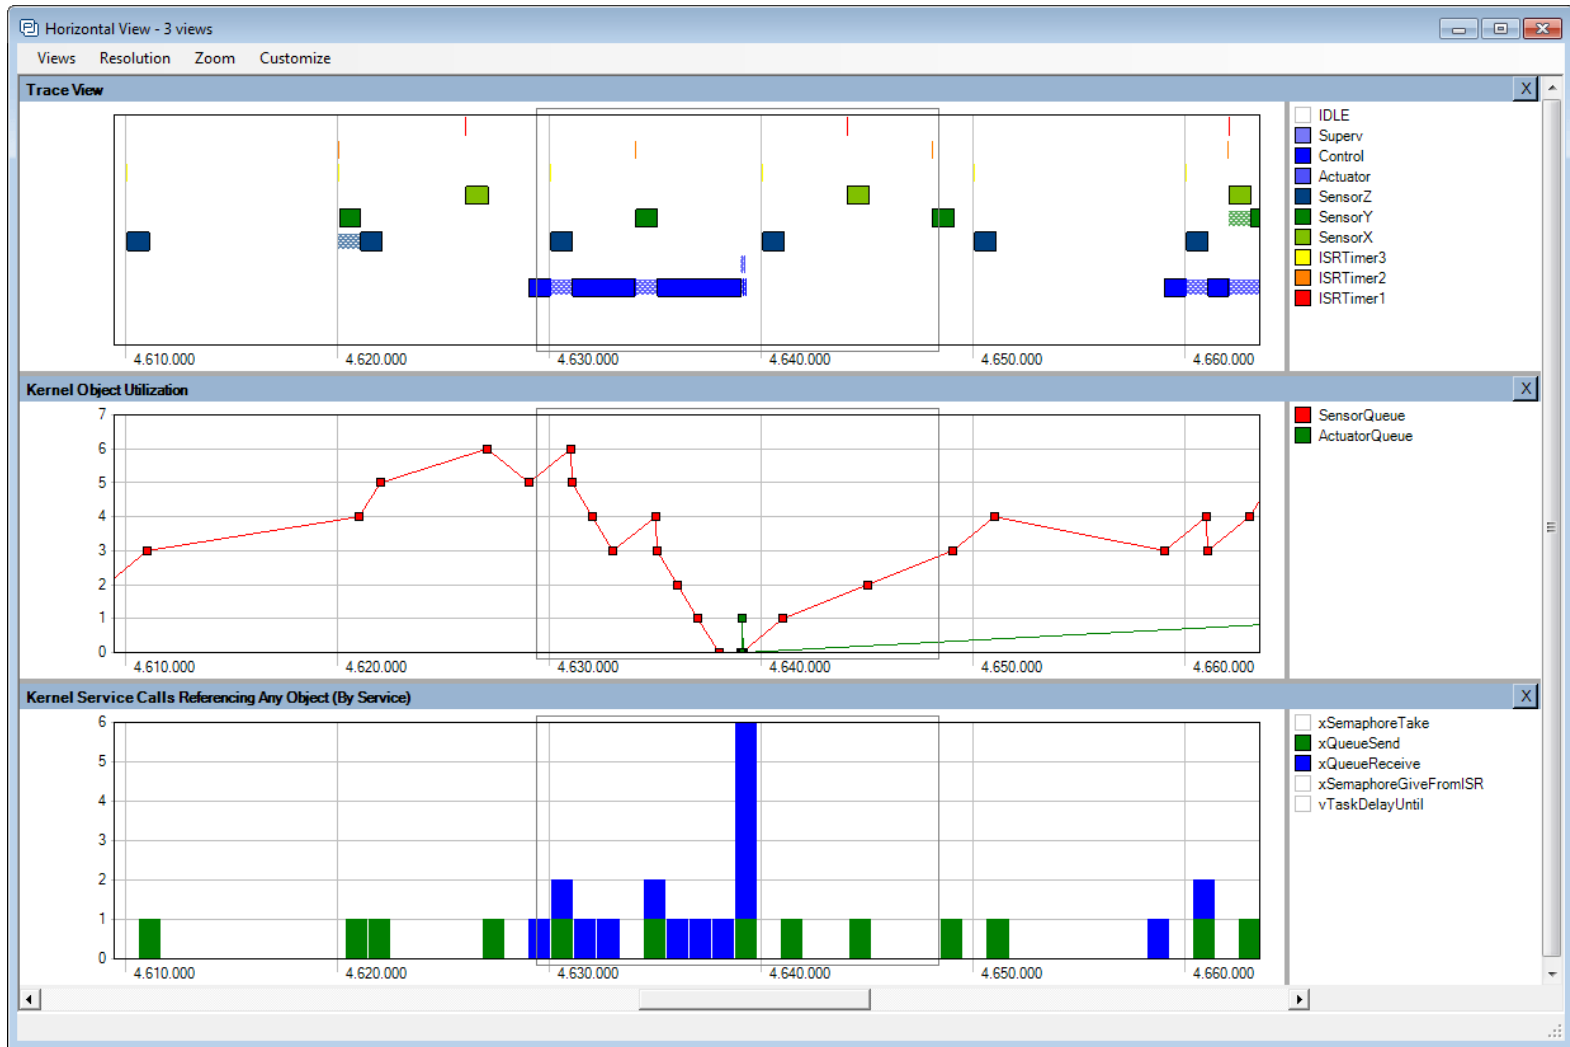 Horizontal View - 3 views
Views Resolution Zoom Customize
Trace View
X
IDLE
Superv
Control
Actuator
SensorZ
SensorY
SensorX
ISRTimer3
ISRTimer2
ISRTimer1
4.610.000 4.620.000 4.630.000 4.640.000 4.650.000 4.660.000
Kernel Object Utilization
X
7
6
5
4
3
2
1
0
SensorQueue
ActuatorQueue
4.610.000 4.620.000 4.630.000 4.640.000 4.650.000 4.660.000
Kernel Service Calls Referencing Any Object (By Service)
X
6
5
4
3
2
1
0
xSemaphoreTake
xQueueSend
xQueueReceive
xSemaphoreGiveFromISR
vTaskDelayUntil
4.610.000 4.620.000 4.630.000 4.640.000 4.650.000 4.660.000